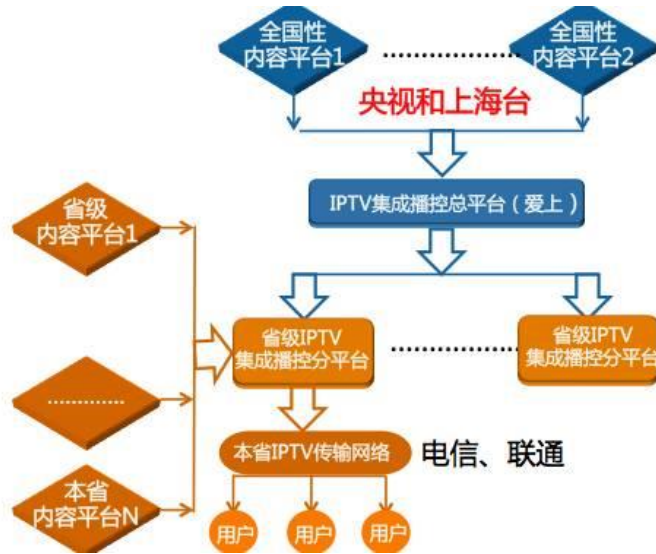 全国性
内容平台1
全国性
内容平台2
央视和上海台
IPTV集成播控总平台（爱上）
省级
内容平台1
省级IPTV
集成播控分平台
省级IPTV
集成播控分平台
本省IPTV传输网络
电信、联通
本省
内容平台N
用户
用户
用户